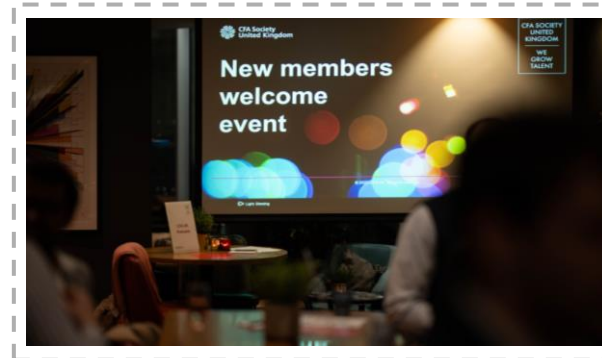 CFA Society
United Kingdom
CFA SOCIETY
UNITED
KINGDOM
WE
GROW
TALENT
New members
welcome
event